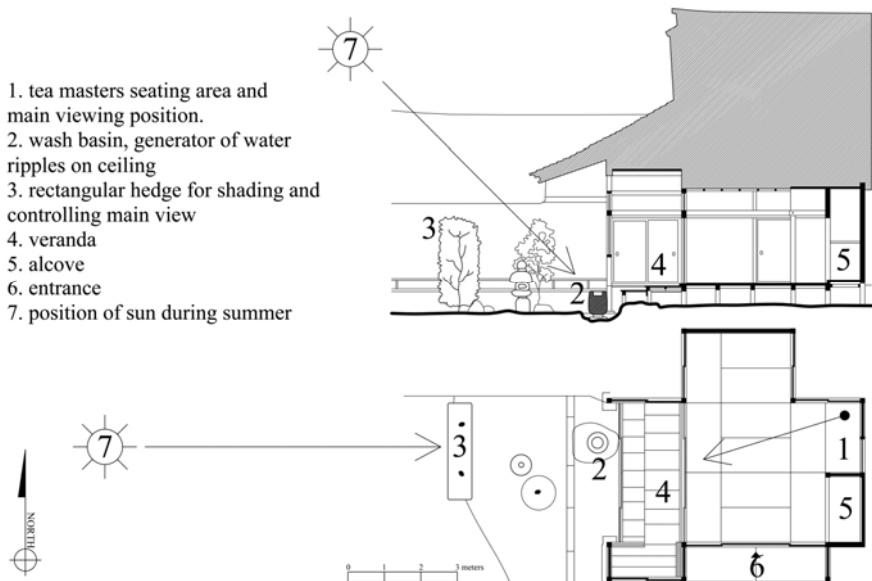 1. tea masters seating area and
main viewing position.
2. wash basin, generator of water
ripples on ceiling
3. rectangular hedge for shading and
controlling main view
4. veranda
5. alcove
6. entrance
7. position of sun during summer
7
3
2
4
5
7
3
2
4
1
5
6
NORTH
0 1 2 3 meters